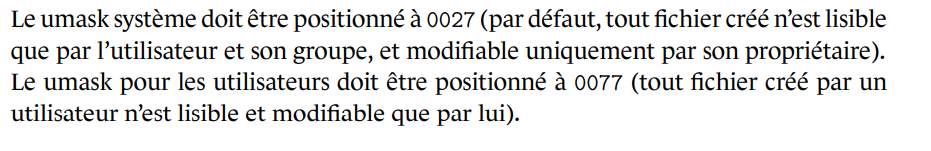 Le umask système doit être positionné à 0027 (par défaut, tout fichier créé n’est lisible
que par l’utilisateur et son groupe, et modifiable uniquement par son propriétaire).
Le umask pour les utilisateurs doit être positionné à 0077 (tout fichier créé par un
utilisateur n’est lisible et modifiable que par lui).